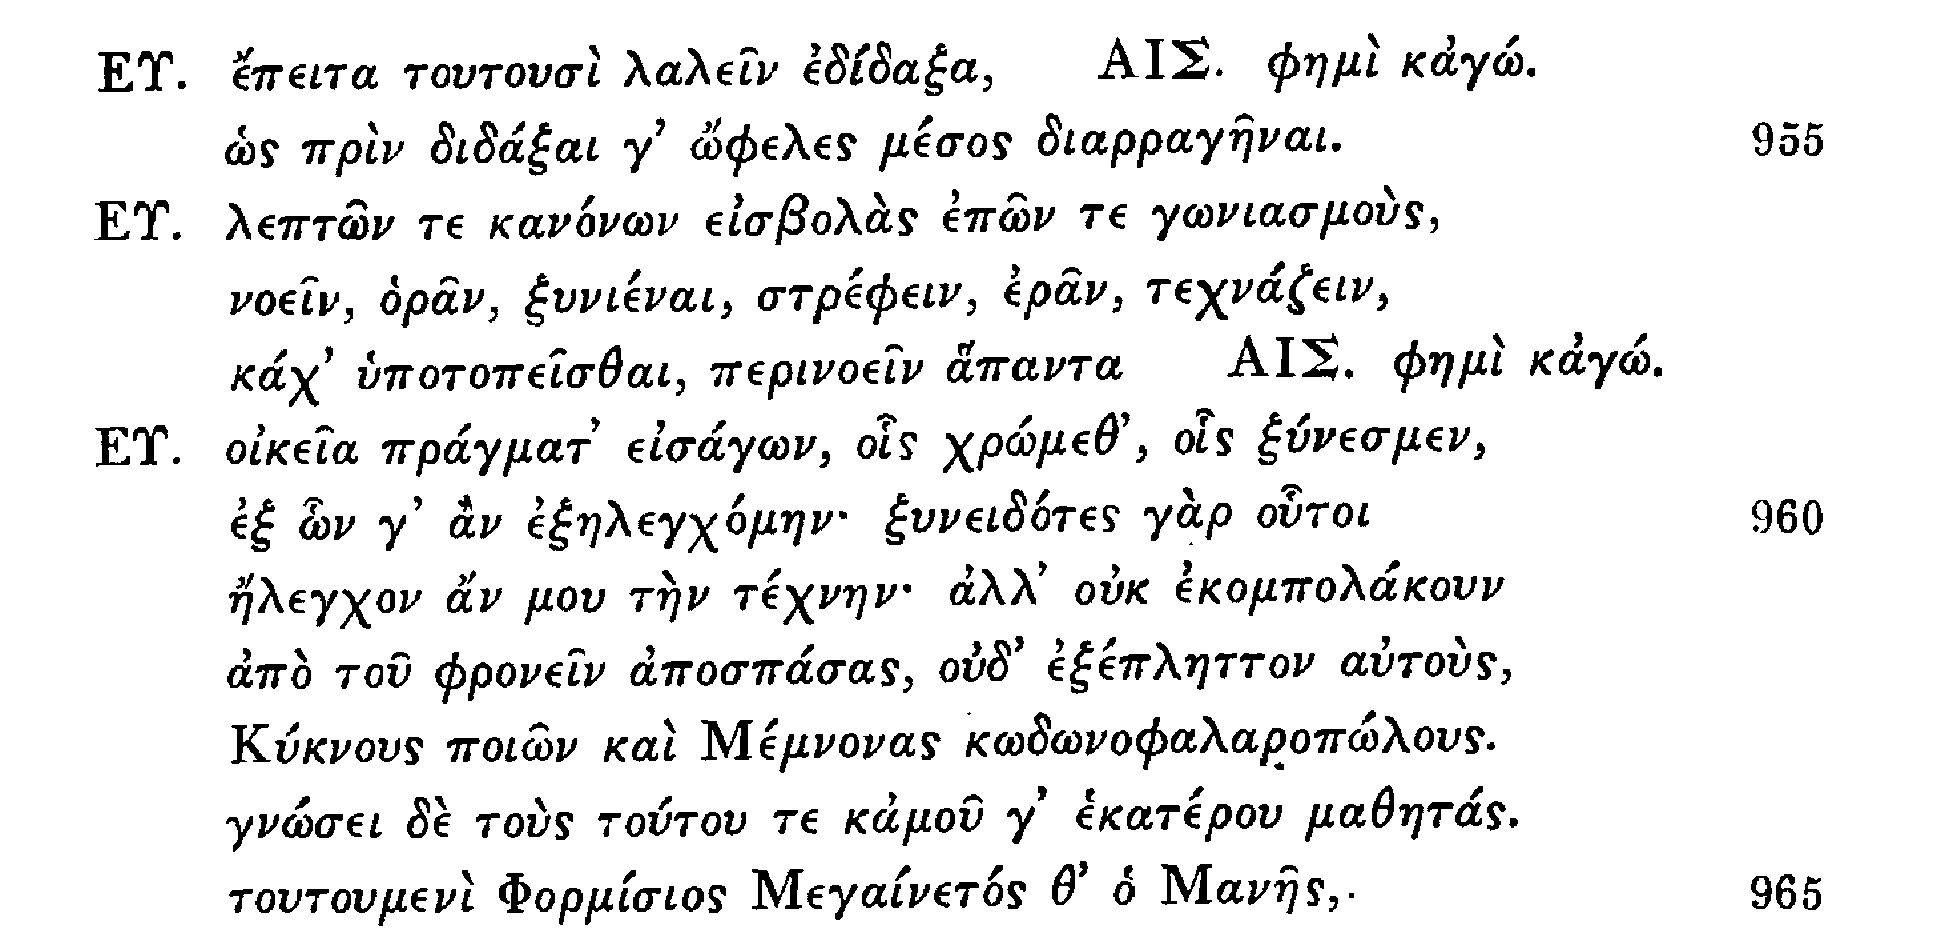 ΕΥ. ἔπειτα τουτουσὶ λαλεῖν ἐδίδαξα, ΑΙΣ. φημὶ κἀγώ.
ὡς πρὶν διδάξαι γ’ ὤφελες μέσος διαρραγῆναι. 955
ΕΥ. λεπτῶν τε κανόνων εἰσβολὰς ἐπῶν τε γωνιασμοὺς,
νοεῖν, ὁρᾶν, ξυνιέναι, στρέφειν, ἐρᾶν, τεχνάζειν,
κάχ’ ὑποτοπεῖσθαι, περινοεῖν ἅπαντα ΑΙΣ. φημὶ κἀγώ.
ΕΥ. οἰκεῖα πράγματ’ εἰσάγων, οἷς χρώμεθ’, οἷς ξύνεσμεν,
ἐξ ὧν γ’ ἂν ἐξηλεγχόμην· ξυνειδότες γὰρ οὗτοι 960
ἤλεγχον ἄν μου τὴν τέχνην· ἀλλ’ οὐκ ἐκομπολάκουν
ἀπὸ τοῦ φρονεῖν ἀποσπάσας, οὐδ’ ἐξέπληττον αὐτοὺς,
Κύκνους ποιῶν καὶ Μέμνονας κωδωνοφαλαροπώλους.
γνώσει δὲ τοὺς τούτου τε κἀμοῦ γ’ ἑκατέρου μαθητάς.
τουτουμενὶ Φορμίσιος Μεγαίνετός θ’ ὁ Μανῆς, 965